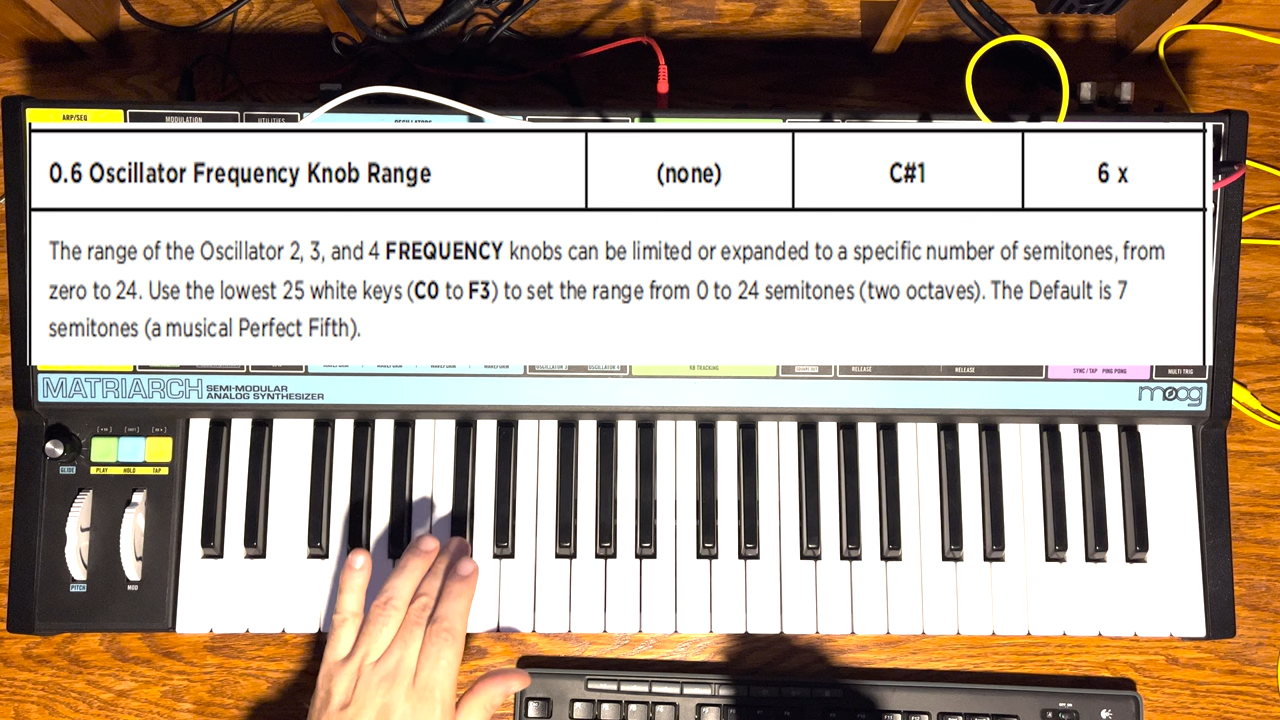 ARP/SEQ
MODULATION
UTILITIES
0.6 Oscillator Frequency Knob Range (none) C#1 6 x
The range of the Oscillator 2, 3, and 4 FREQUENCY knobs can be limited or expanded to a specific number of semitones, from
zero to 24. Use the lowest 25 white keys (C0 to F3) to set the range from 0 to 24 semitones (two octaves). The Default is 7
semitones (a musical Perfect Fifth).
KB TRACKING
RELEASE
RELEASE
SYNC / TAP PING PONG
MULTI TRIG
MATRIARCH SEMI-MODULAR
ANALOG SYNTHESIZER
moog
GLIDE
PLAY HOLD TAP
PITCH
MOD